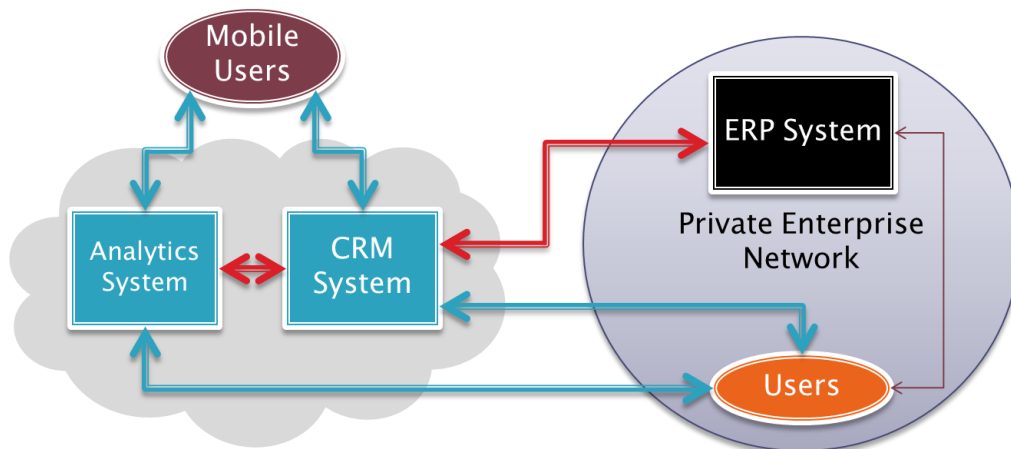 Mobile
Users
ERP System
Private Enterprise
Network
Analytics
System
CRM
System
Users